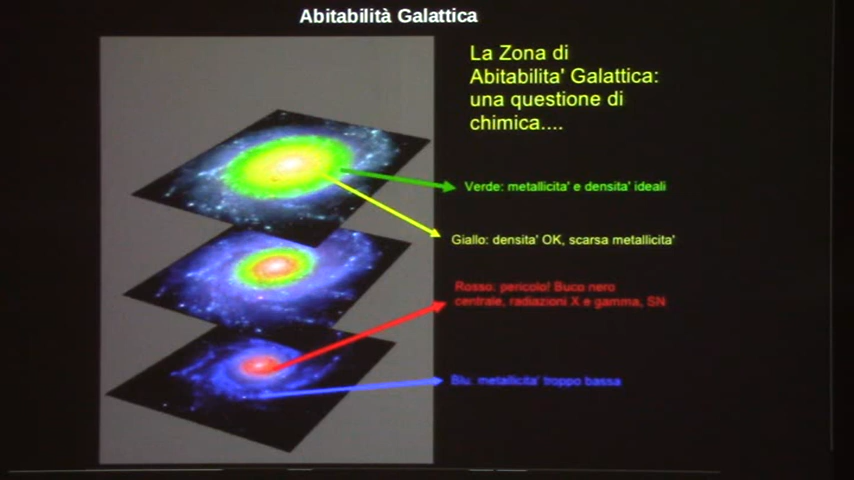 Abitabilità Galattica
La Zona di
Abitabilita' Galattica:
una questione di
chimica....
Verde: metallicita' e densita' ideali
Giallo: densita' OK, scarsa metallicita'
Rosso: pericolo! Buco nero
centrale, radiazioni X e gamma, SN
Blu: metallicita' troppo bassa